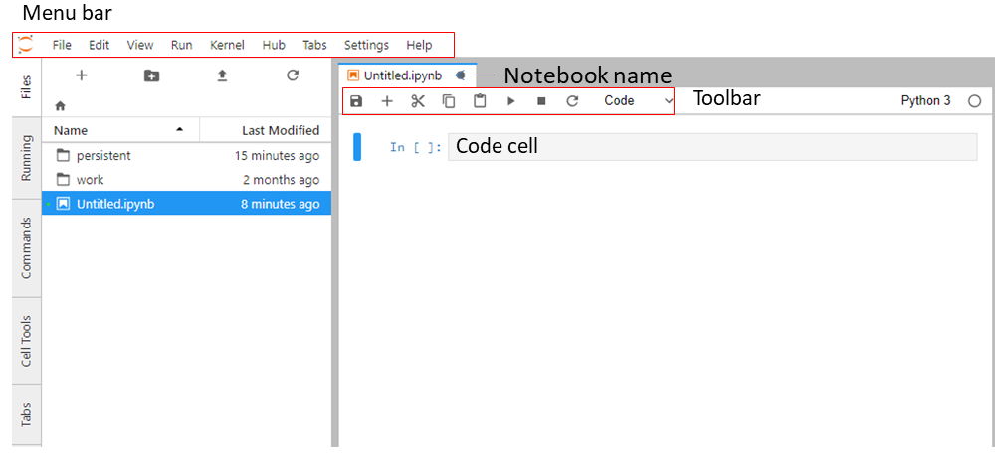 Menu bar
File Edit View Run Kernel Hub Tabs Settings Help
Files
Running
Commands
Cell Tools
Tabs
Name Last Modified
persistent 15 minutes ago
work 2 months ago
Untitled.ipynb 8 minutes ago
Untitled.ipynb Notebook name
Code Toolbar Python 3
In [ ]: Code cell